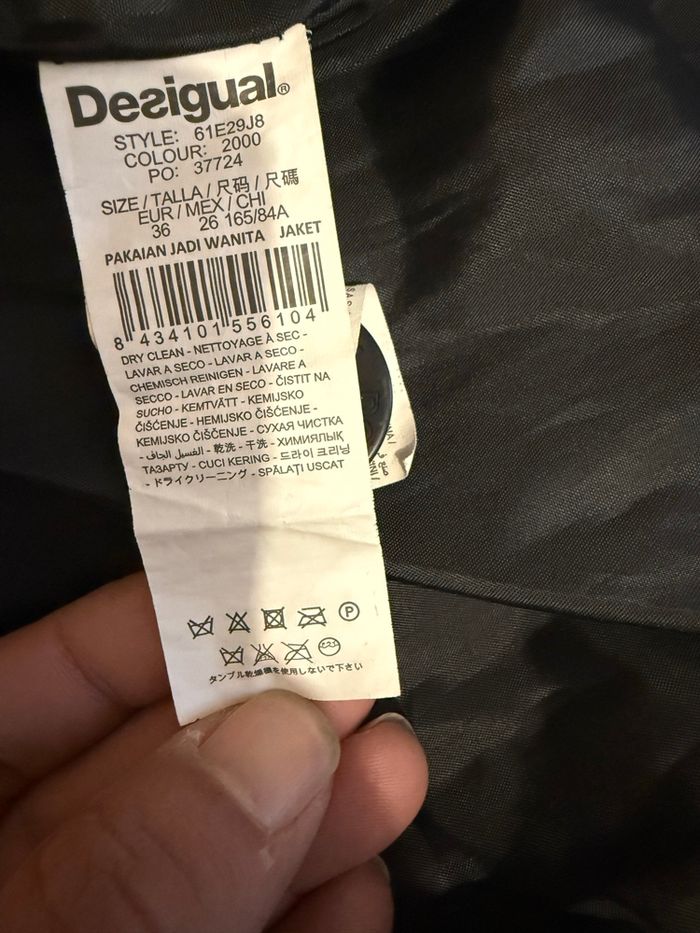 Desigual®
STYLE: 61E29J8
COLOUR: 2000
PO: 37724
SIZE / TALLA / 尺码 / 尺碼
EUR / MEX / CHI
36 26 165/84A
PAKAIAN JADI WANITA JAKET
8 434101 556104
DRY CLEAN - NETTOYAGE À SEC -
LAVAR A SECO - LAVAR A SECO -
CHEMISCH REINIGEN - LAVARE A
SECCO - LAVAR EN SECO - ČISTIT NA
SUCHO - KEMTVÄTT - KEMIJSKO
ČIŠĆENJE - HEMIJSKO ČIŠĆENJE -
KEMIJSKO ČIŠČENJE - СУХАЯ ЧИСТКА
- الغسيل الجاف - 乾洗 - 干洗 - ХИМИЯЛЫҚ
ТАЗАРТУ - CUCI KERING - 드라이 크리닝
- ドライクリーニング - SPĂLAȚI USCAT
P
タンブル乾燥機を使用しないで下さい